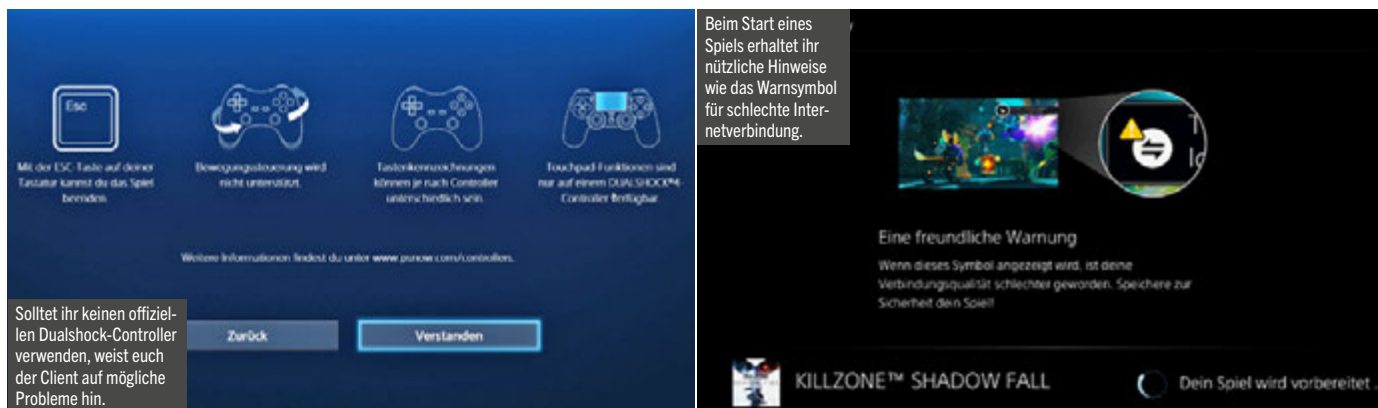 Esc
Mit der ESC-Taste auf deiner
Tastatur kannst du das Spiel
beenden.
Bewegungssteuerung wird
nicht unterstützt.
Tastenkennzeichnungen
können je nach Controller
unterschiedlich sein.
Touchpad-Funktionen sind
nur auf einem DUALSHOCK®4-
Controller verfügbar.
Weitere Informationen findest du unter www.psnow.com/controllers.
Zurück
Verstanden
Solltet ihr keinen offiziel-
len Dualshock-Controller
verwenden, weist euch
der Client auf mögliche
Probleme hin.
Beim Start eines
Spiels erhaltet ihr
nützliche Hinweise
wie das Warnsymbol
für schlechte Inter-
netverbindung.
Eine freundliche Warnung
Wenn dieses Symbol angezeigt wird, ist deine
Verbindungsqualität schlechter geworden. Speichere zur
Sicherheit dein Spiel!
KILLZONE™ SHADOW FALL
Dein Spiel wird vorbereitet .